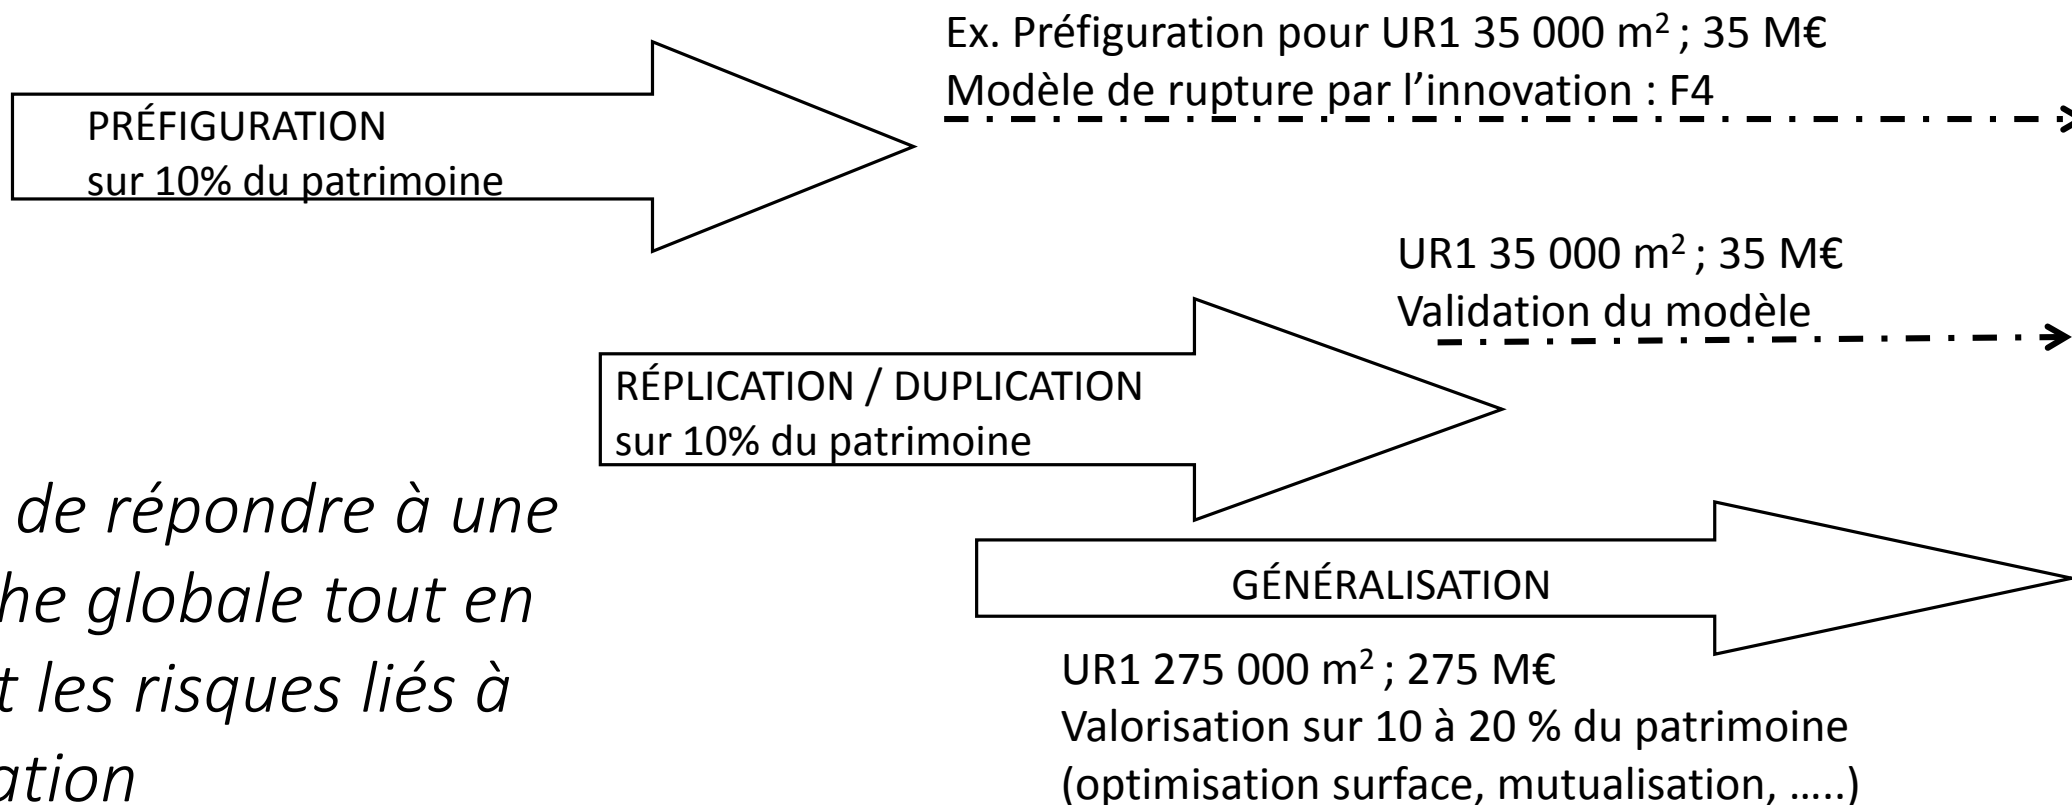 Ex. Préfiguration pour UR1 35 000 m² ; 35 M€
Modèle de rupture par l’innovation : F4
PRÉFIGURATION
sur 10% du patrimoine
UR1 35 000 m² ; 35 M€
Validation du modèle
RÉPLICATION / DUPLICATION
sur 10% du patrimoine
de répondre à une
he globale tout en
t les risques liés à
ation
GÉNÉRALISATION
UR1 275 000 m² ; 275 M€
Valorisation sur 10 à 20 % du patrimoine
(optimisation surface, mutualisation, …..)